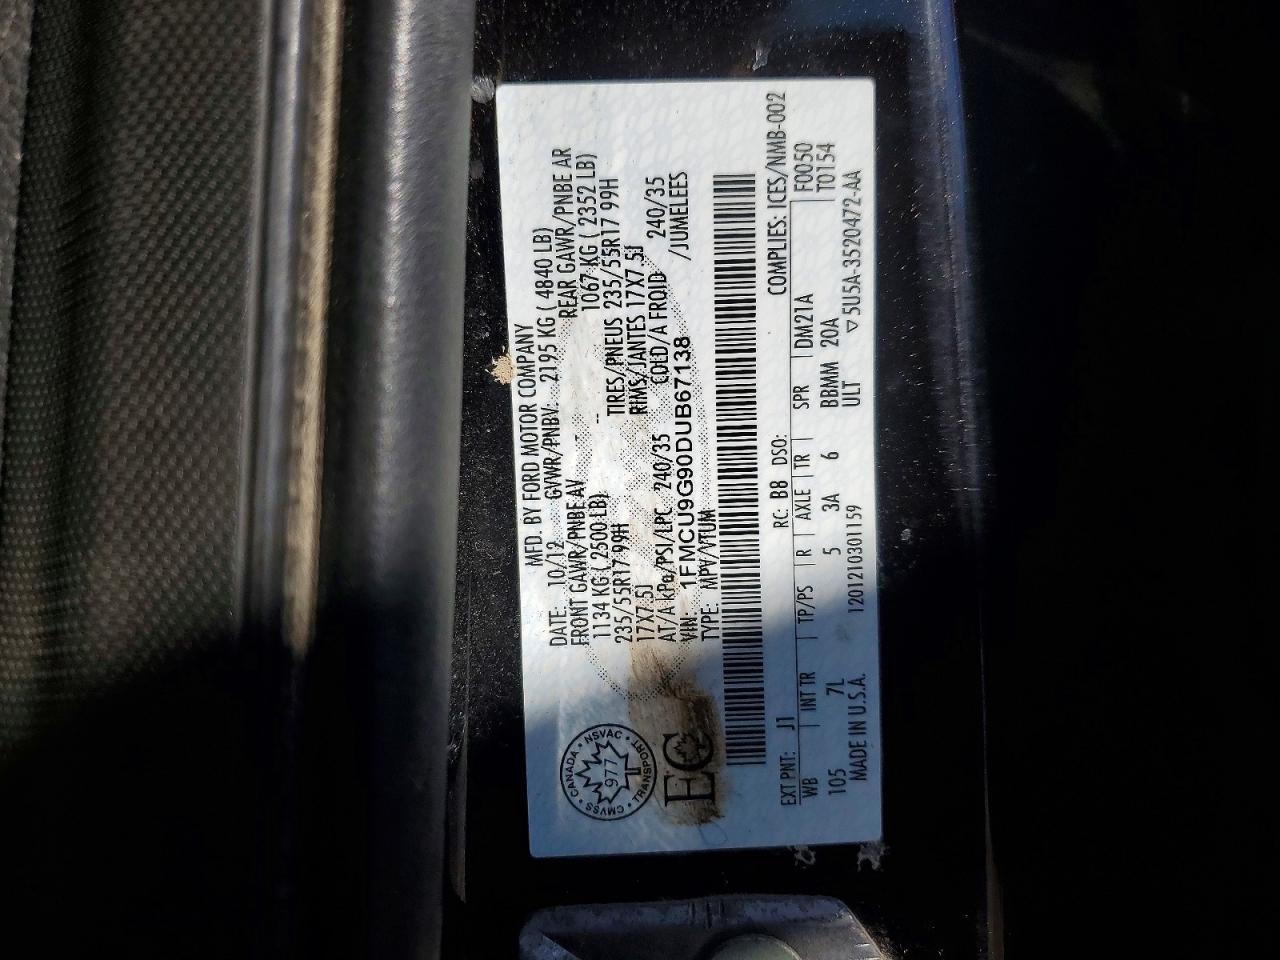 MFD. BY FORD MOTOR COMPANY
DATE: 10/12 GVWR/PNBV: 2195 KG ( 4840 LB)
FRONT GAWR/PNBE AV REAR GAWR/PNBE AR
1134 KG ( 2500 LB) -- 1067 KG ( 2352 LB)
235/55R17 99H -- TIRES/PNEUS 235/55R17 99H
17X7.5J RIMS/JANTES 17X7.5J
AT/A kPa/PSI/LPC 240/35 COLD/A FROID 240/35
VIN: 1FMCU9G90DUB67138 /JUMELEES
TYPE: MPV/VTUM
CANADA • NSVAC • TRANSPORT • CMVSS •
977
EC
COMPLIES: ICES/NMB-002
EXT PNT: J1 RC: B8 DSO:
WB INT TR TP/PS R AXLE TR SPR DM21A F0050
105 7L 5 3A 6 BBMM 20A T0154
MADE IN U.S.A. 1201210301159 ULT ▽5U5A-3520472-AA